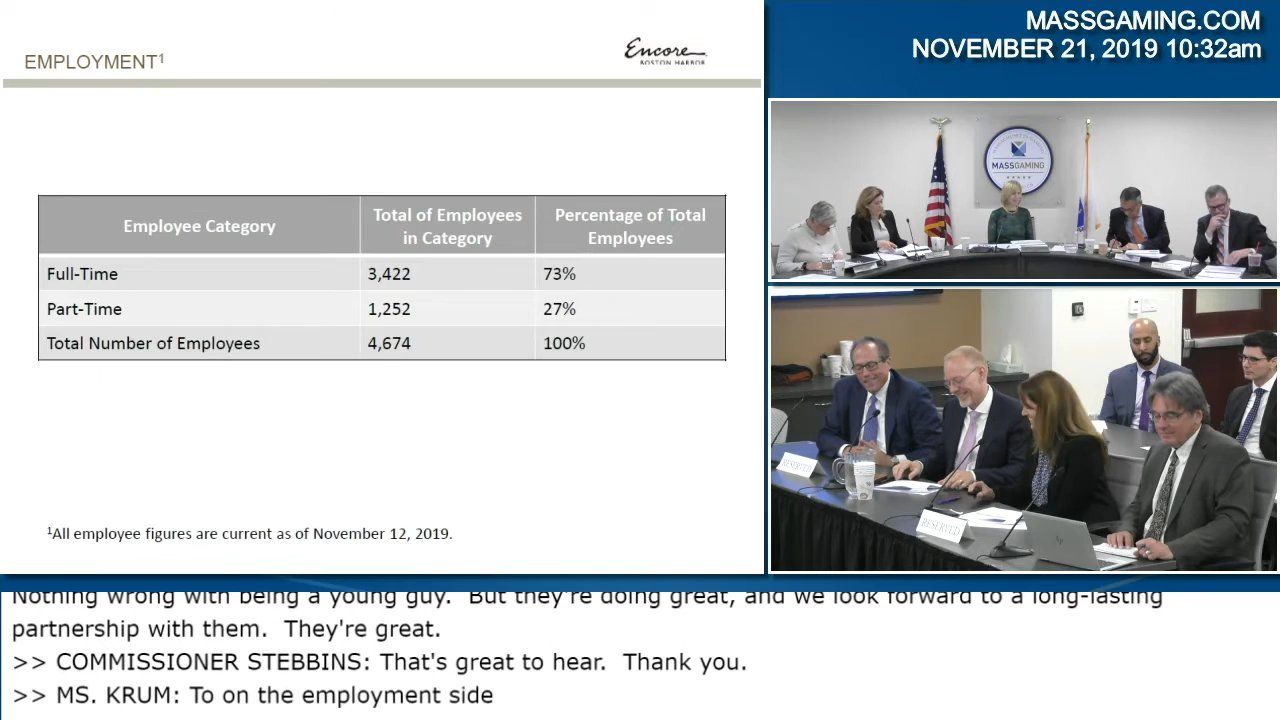 EMPLOYMENT1
Encore
BOSTON HARBOR
Employee Category
Total of Employees
in Category
Percentage of Total
Employees
Full-Time
3,422
73%
Part-Time
1,252
27%
Total Number of Employees
4,674
100%
1All employee figures are current as of November 12, 2019.
MASSGAMING.COM
NOVEMBER 21, 2019 10:32am
MASSGAMING
RESERVED
RESERVED
Nothing wrong with being a young guy. But they're doing great, and we look forward to a long-lasting
partnership with them. They're great.
>> COMMISSIONER STEBBINS: That's great to hear. Thank you.
>> MS. KRUM: To on the employment side